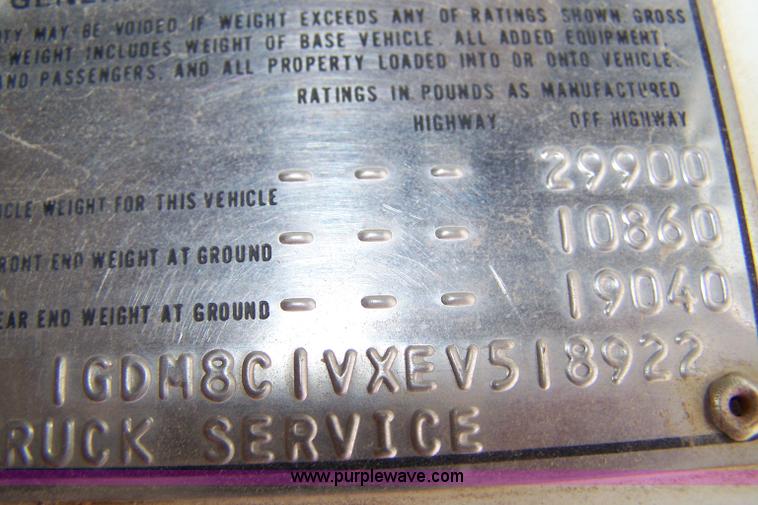 NTY MAY BE VOIDED IF WEIGHT EXCEEDS ANY OF RATINGS SHOWN GROSS
WEIGHT INCLUDES WEIGHT OF BASE VEHICLE, ALL ADDED EQUIPMENT,
AND PASSENGERS, AND ALL PROPERTY LOADED INTO OR ONTO VEHICLE
RATINGS IN POUNDS AS MANUFACTURED
HIGHWAY OFF HIGHWAY
ICLE WEIGHT FOR THIS VEHICLE - - - 29900
RONT END WEIGHT AT GROUND - - - 10860
EAR END WEIGHT AT GROUND - - - 19040
1GDM8C1VXEV518922
RUCK SERVICE
www.purplewave.com